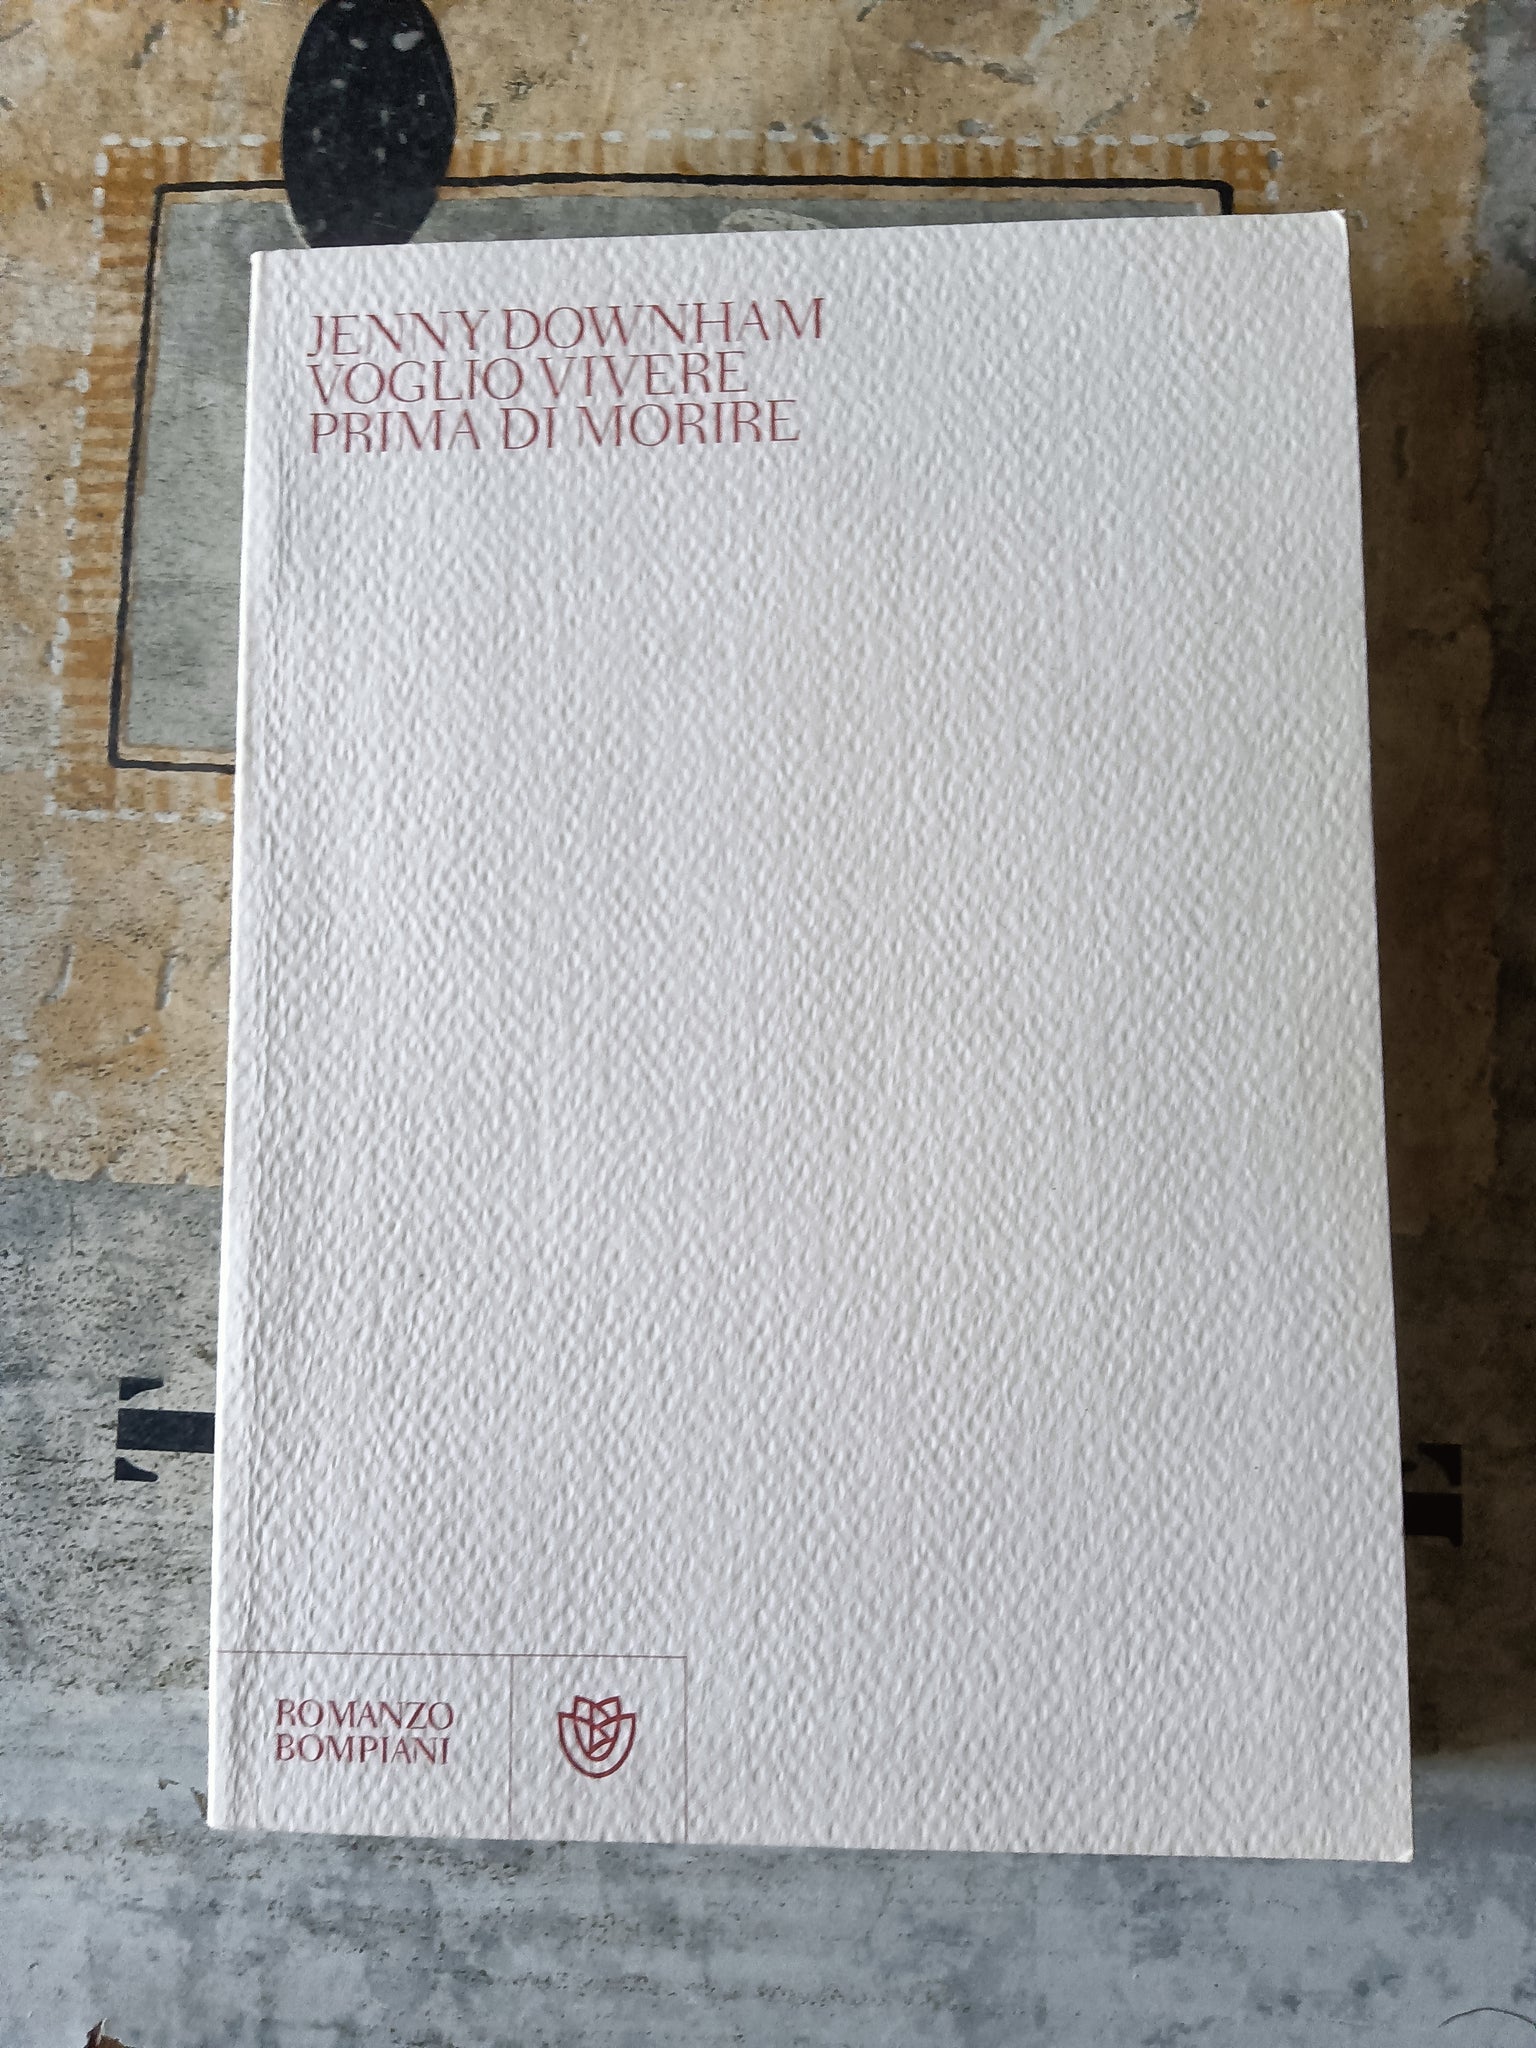 JENNY DOWNHAM
VOGLIO VIVERE
PRIMA DI MORIRE
ROMANZO
BOMPIANI